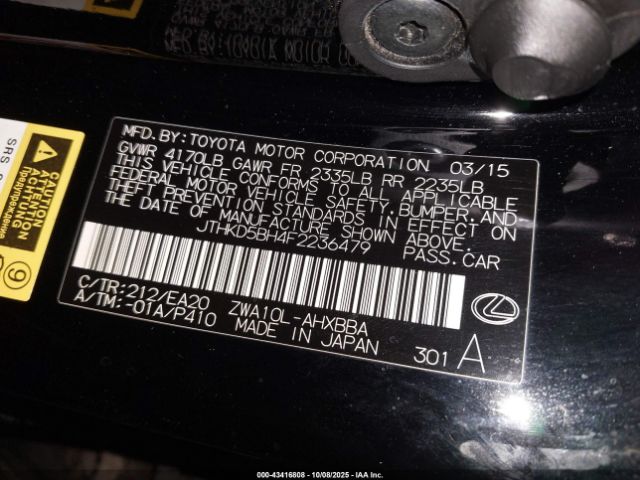 MFD. BY: TOYOTA MOTOR CORPORATION 03/15
GVWR 4170LB GAWR FR 2335LB RR 2235LB
THIS VEHICLE CONFORMS TO ALL APPLICABLE
FEDERAL MOTOR VEHICLE SAFETY, BUMPER, AND
THEFT PREVENTION STANDARDS IN EFFECT ON
THE DATE OF MANUFACTURE SHOWN ABOVE.
JTHKD5BH4F2236479 PASS. CAR
C/TR: 212/EA20 ZWA10L-AHXBBA
A/TM: -01A/P410 MADE IN JAPAN 301 A
SRS
CAUTION
ACHTUNG
ATTENTION
9
000-43416808 - 10/08/2025 - IAA Inc.